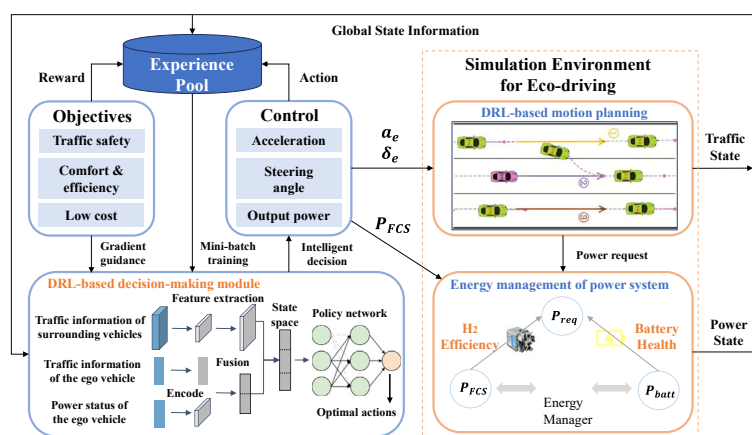 Global State Information
Experience
Pool
Reward
Action
Objectives
Traffic safety
Comfort &
efficiency
Low cost
Control
Acceleration
Steering
angle
Output power
a_e
δ_e
P_FCS
Simulation Environment
for Eco-driving
DRL-based motion planning
①
②
③
Traffic
State
Gradient
guidance
Mini-batch
training
Intelligent
decision
Power request
DRL-based decision-making module
Feature extraction
State
space
Policy network
Traffic information of
surrounding vehicles
Traffic information
of the ego vehicle
Fusion
Encode
Power status of
the ego vehicle
Optimal actions
Energy management of power system
P_req
H2
Efficiency
Battery
Health
P_FCS
P_batt
Energy
Manager
Power State